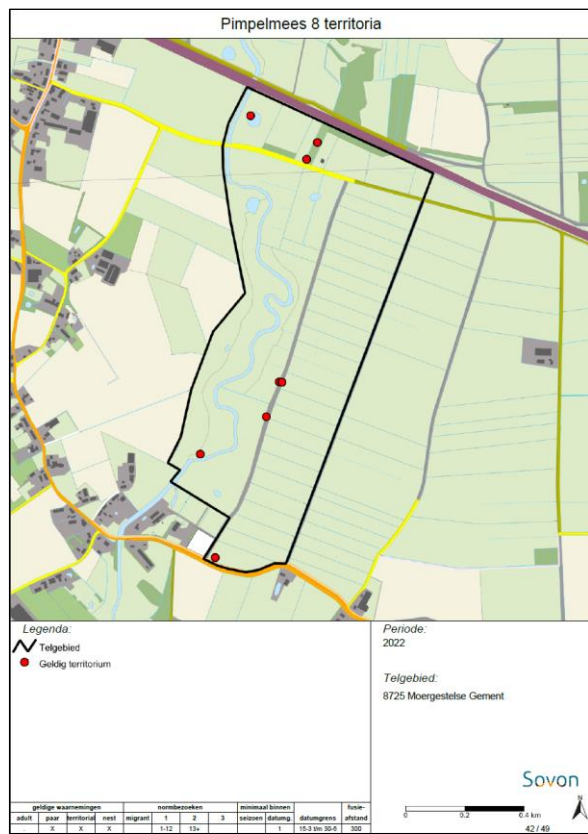 Pimpelmees 8 territoria
Legenda:
Telgebied
Geldig territorium
Periode:
2022
Telgebied:
8725 Moergestelse Gement
Sovon
N
0 0.2 0.4 km
42 / 49
geldige waarnemingen normbezoeken minimaal binnen fusie-
adult paar territorial nest migrant 1 2 3 seizoen datumg. datumgrens afstand
. X X X 1-12 13+ 1 15-3 t/m 30-6 300